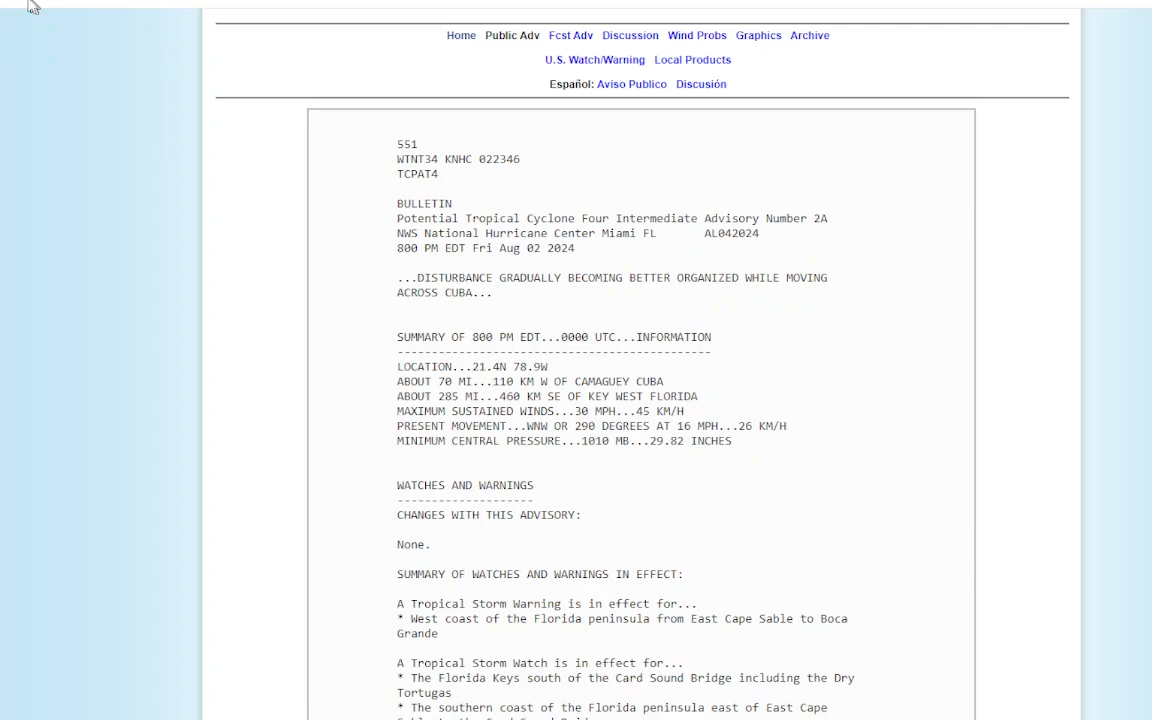 Home Public Adv Fcst Adv Discussion Wind Probs Graphics Archive
U.S. Watch/Warning Local Products
Español: Aviso Publico Discusión
551
WTNT34 KNHC 022346
TCPAT4
BULLETIN
Potential Tropical Cyclone Four Intermediate Advisory Number 2A
NWS National Hurricane Center Miami FL AL042024
800 PM EDT Fri Aug 02 2024
...DISTURBANCE GRADUALLY BECOMING BETTER ORGANIZED WHILE MOVING
ACROSS CUBA...
SUMMARY OF 800 PM EDT...0000 UTC...INFORMATION
----------------------------------------------
LOCATION...21.4N 78.9W
ABOUT 70 MI...110 KM W OF CAMAGUEY CUBA
ABOUT 285 MI...460 KM SE OF KEY WEST FLORIDA
MAXIMUM SUSTAINED WINDS...30 MPH...45 KM/H
PRESENT MOVEMENT...WNW OR 290 DEGREES AT 16 MPH...26 KM/H
MINIMUM CENTRAL PRESSURE...1010 MB...29.82 INCHES
WATCHES AND WARNINGS
--------------------
CHANGES WITH THIS ADVISORY:
None.
SUMMARY OF WATCHES AND WARNINGS IN EFFECT:
A Tropical Storm Warning is in effect for...
* West coast of the Florida peninsula from East Cape Sable to Boca
Grande
A Tropical Storm Watch is in effect for...
* The Florida Keys south of the Card Sound Bridge including the Dry
Tortugas
* The southern coast of the Florida peninsula east of East Cape